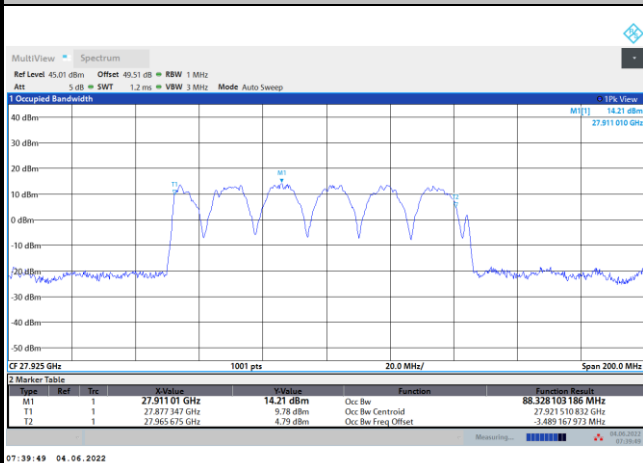 MultiView Spectrum
Ref Level 45.01 dBm Offset 49.51 dB RBW 1 MHz
Att 5 dB SWT 1.2 ms VBW 3 MHz Mode Auto Sweep
1 Occupied Bandwidth 1Pk View
M1[1] 14.21 dBm
27.911 010 GHz
40 dBm
30 dBm
20 dBm
M1
T1
10 dBm
T2
0 dBm
-10 dBm
-20 dBm
-30 dBm
-40 dBm
-50 dBm
CF 27.925 GHz 1001 pts 20.0 MHz/ Span 200.0 MHz
2 Marker Table
Type Ref Trc X-Value Y-Value Function Function Result
M1 1 27.911 01 GHz 14.21 dBm Occ Bw 88.328 103 186 MHz
T1 1 27.877 347 GHz 9.78 dBm Occ Bw Centroid 27.921 510 832 GHz
T2 1 27.965 675 GHz 4.79 dBm Occ Bw Freq Offset -3.489 167 973 MHz
Measuring... 08.06.2022
07:39:49
07:39:49 04.06.2022